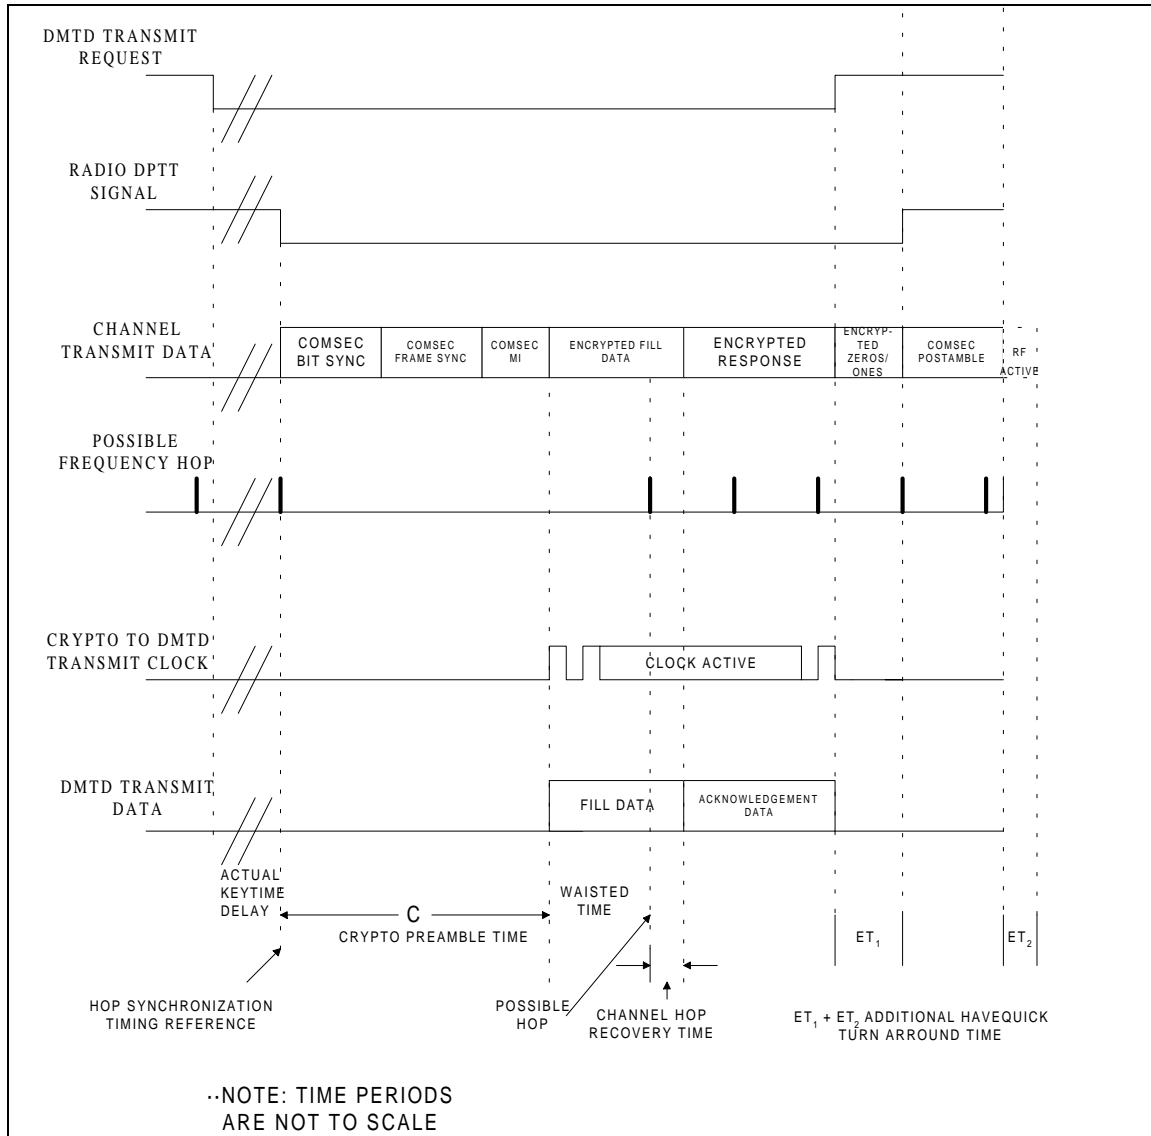 DMTD TRANSMIT
REQUEST
RADIO DPTT
SIGNAL
CHANNEL
TRANSMIT DATA
COMSEC
BIT SYNC
COMSEC
FRAME SYNC
COMSEC
MI
ENCRYPTED FILL
DATA
ENCRYPTED
RESPONSE
ENCRYP-
TED
ZEROS/
ONES
COMSEC
POSTAMBLE
RF
ACTIVE
POSSIBLE
FREQUENCY HOP
CRYPTO TO DMTD
TRANSMIT CLOCK
CLOCK ACTIVE
DMTD TRANSMIT
DATA
FILL DATA
ACKNOWLEDGEMENT
DATA
ACTUAL
KEYTIME
DELAY
C
CRYPTO PREAMBLE TIME
WAISTED
TIME
ET1
ET2
HOP SYNCHRONIZATION
TIMING REFERENCE
POSSIBLE
HOP
CHANNEL HOP
RECOVERY TIME
ET1 + ET2 ADDITIONAL HAVEQUICK
TURN ARROUND TIME
··NOTE: TIME PERIODS
ARE NOT TO SCALE